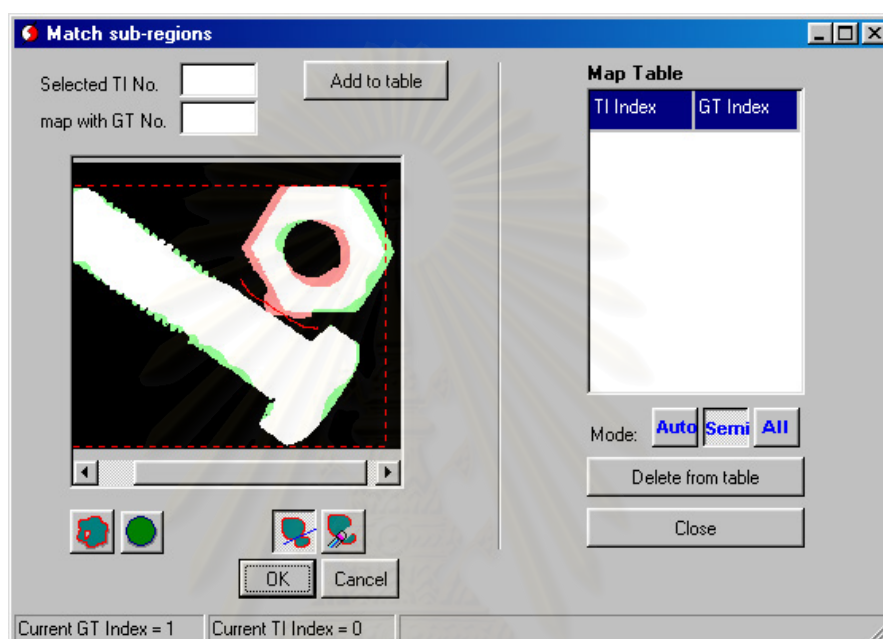 Match sub-regions
Selected TI No.
Add to table
map with GT No.
Map Table
TI Index GT Index
Mode: Auto Semi All
Delete from table
Close
OK Cancel
Current GT Index = 1 Current TI Index = 0